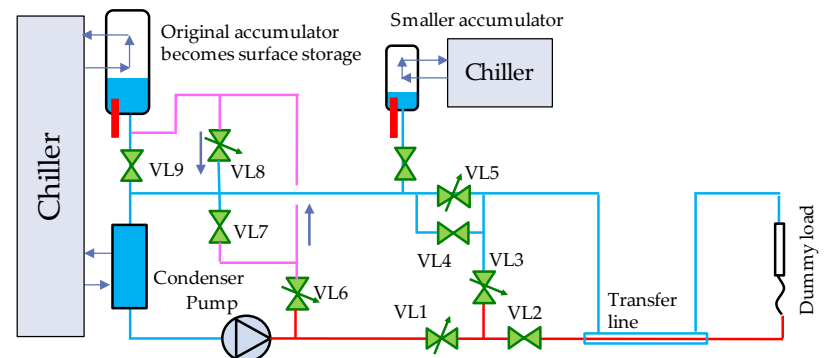 Original accumulator
becomes surface storage
Smaller accumulator
Chiller
Chiller
VL9
VL8
VL5
VL7
VL4
VL3
Condenser
Pump
VL6
VL1
VL2
Transfer
line
Dummy load